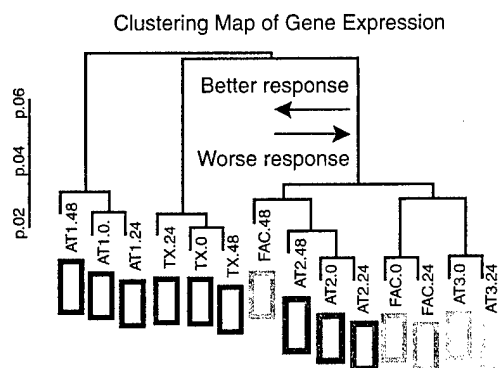 Clustering Map of Gene Expression
Better response
Worse response
p.06
p.04
p.02
AT1.48
AT1.0.
AT1.24
TX.24
TX.0
TX.48
FAC.48
AT2.48
AT2.0
AT2.24
FAC.0
FAC.24
AT3.0
AT3.24